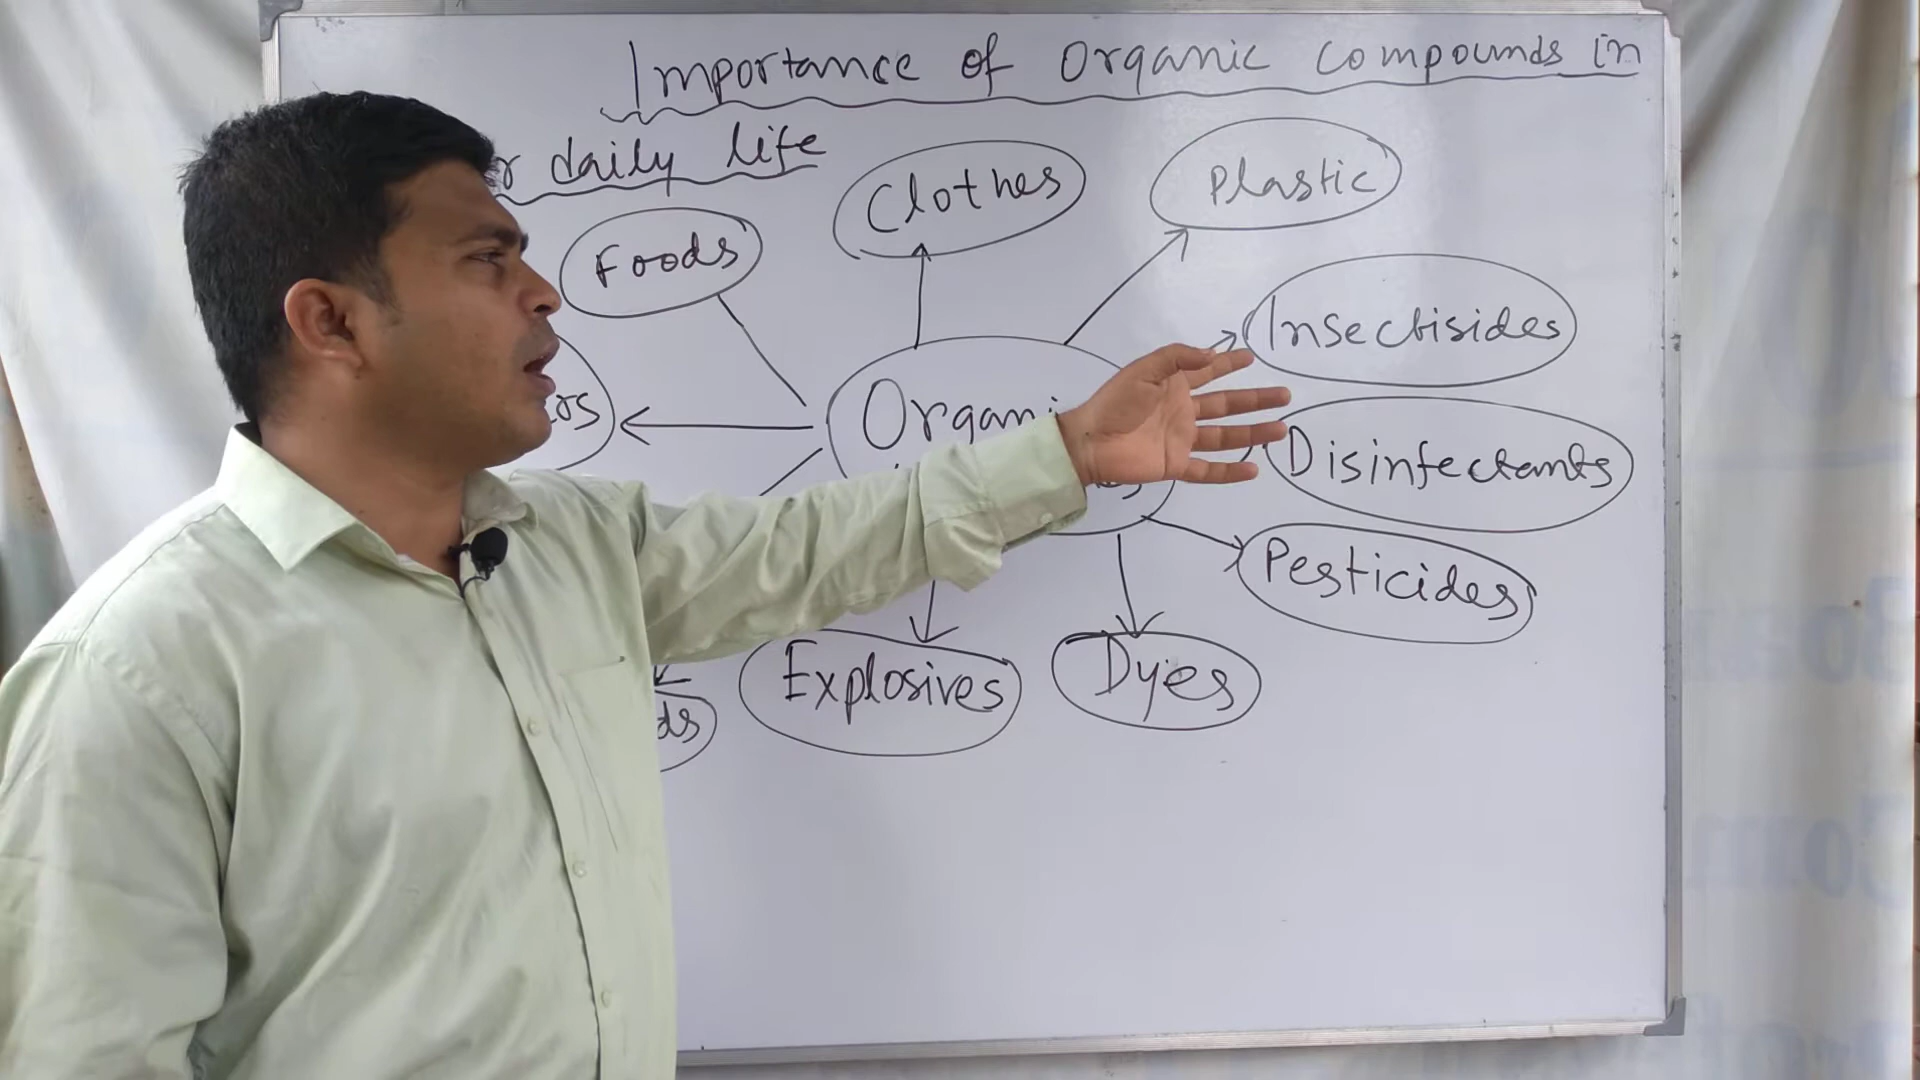 Importance of Organic compounds in
daily life
Clothes
Plastic
Foods
Insectisides
Disinfectants
Pesticides
Explosives
Dyes